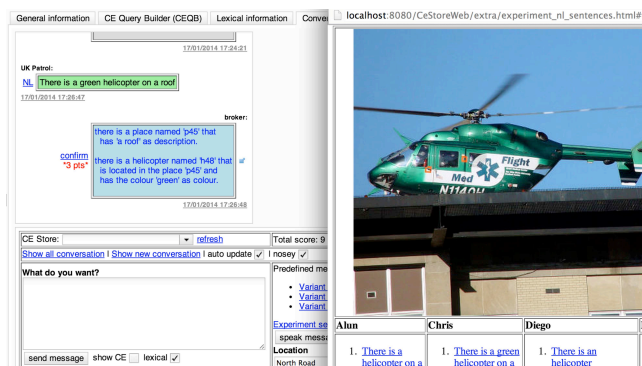 General information
CE Query Builder (CEQB)
Lexical information
Conver
17/01/2014 17:24:21
UK Patrol:
NL
There is a green helicopter on a roof
17/01/2014 17:26:47
broker:
there is a place named 'p45' that
has 'a roof' as description.
there is a helicopter named 'h48' that
is located in the place 'p45' and
has the colour 'green' as colour.
confirm
*3 pts*
17/01/2014 17:26:48
CE Store:
refresh
Total score: 9
Show all conversation | Show new conversation | auto update
nosey
What do you want?
Predefined me
Variant
Variant
Variant
Experiment se
speak messa
Location
North Road
send message
show CE
lexical
localhost:8080/CeStoreWeb/extra/experiment_nl_sentences.html#
Med
Flight
N1140H
Alun
Chris
Diego
1. There is a
helicopter on a
1. There is a green
helicopter on a
1. There is an
helicopter